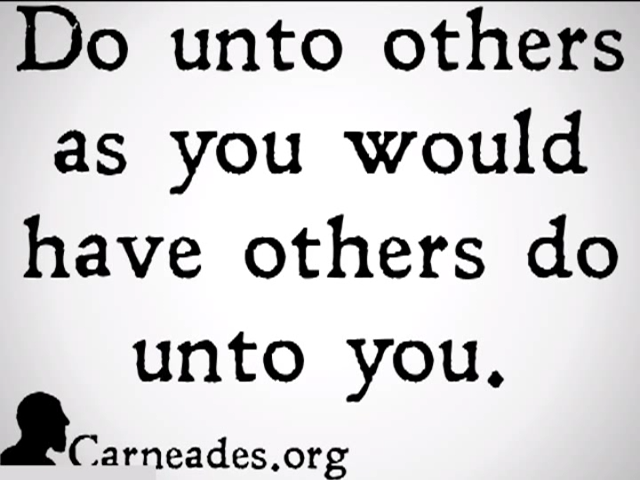 Do unto others
as you would
have others do
unto you.
Carneades.org